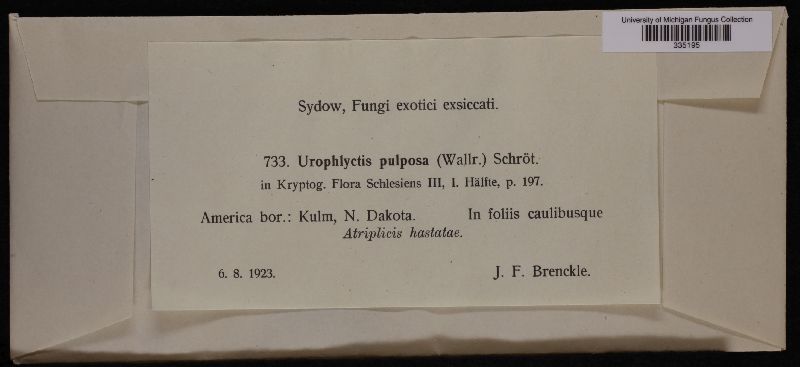 University of Michigan Fungus Collection
335195
Sydow, Fungi exotici exsiccati.
733. Urophlyctis pulposa (Wallr.) Schröt.
in Kryptog. Flora Schlesiens III, 1. Hälfte, p. 197.
America bor.: Kulm, N. Dakota. In foliis caulibusque
Atriplicis hastatae.
6. 8. 1923. J. F. Brenckle.